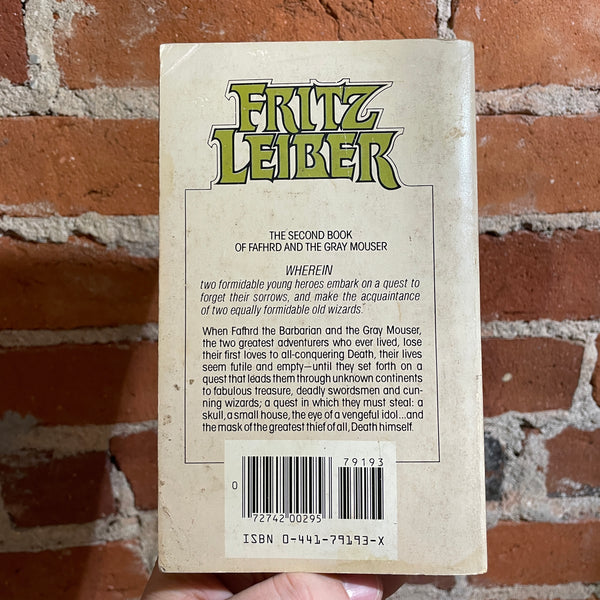 FRITZ
LEIBER
THE SECOND BOOK
OF FAFHRD AND THE GRAY MOUSER
WHEREIN
two formidable young heroes embark on a quest to
forget their sorrows, and make the acquaintance
of two equally formidable old wizards.
When Fafhrd the Barbarian and the Gray Mouser,
the two greatest adventurers who ever lived, lose
their first loves to all-conquering Death, their lives
seem futile and empty—until they set forth on a
quest that leads them through unknown continents
to fabulous treasure, deadly swordsmen and cun-
ning wizards; a quest in which they must steal: a
skull, a small house, the eye of a vengeful idol...and
the mask of the greatest thief of all, Death himself.
79193
0
72742 00295
ISBN 0-441-79193-X